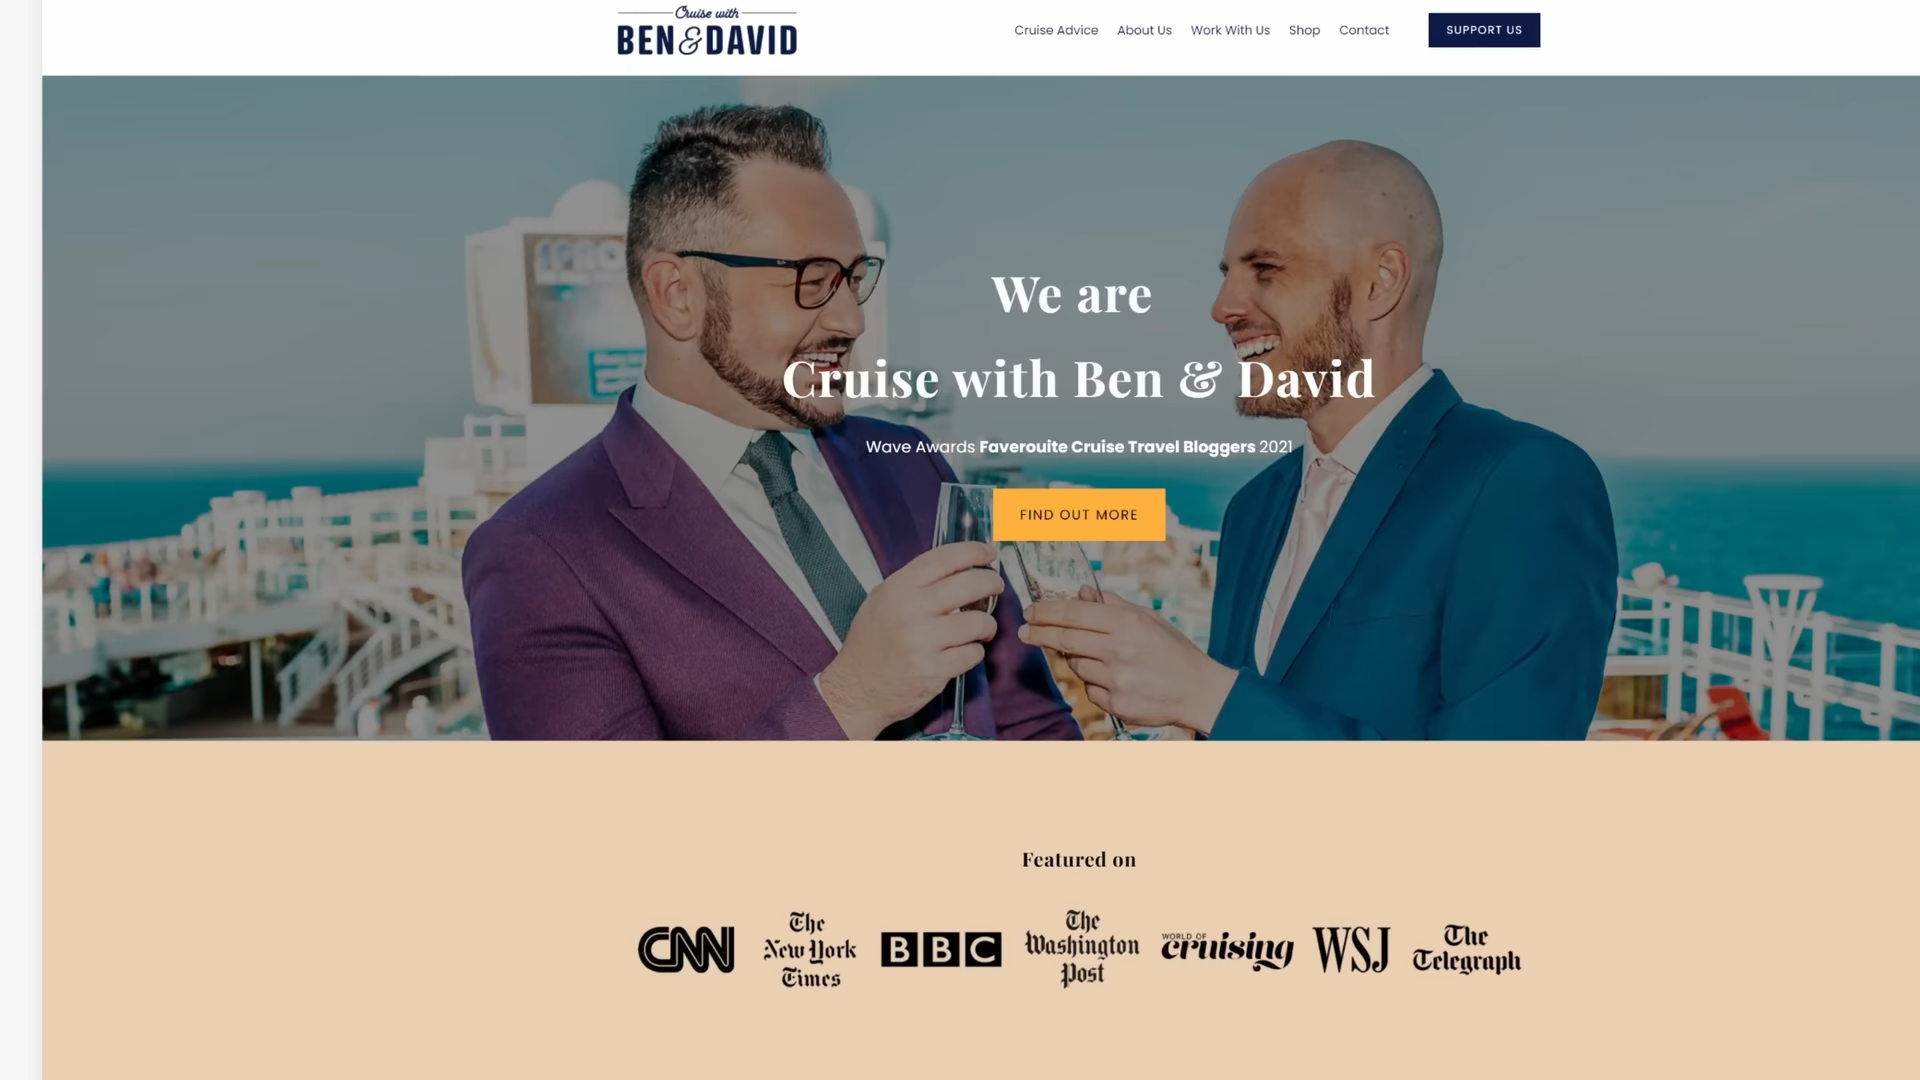 Cruise with
BEN & DAVID
Cruise Advice About Us Work With Us Shop Contact SUPPORT US
We are
Cruise with Ben & David
Wave Awards Faverouite Cruise Travel Bloggers 2021
FIND OUT MORE
Featured on
CNN
The
New York
Times
BBC
The
Washington
Post
WORLD OF
cruising
WSJ
The
Telegraph